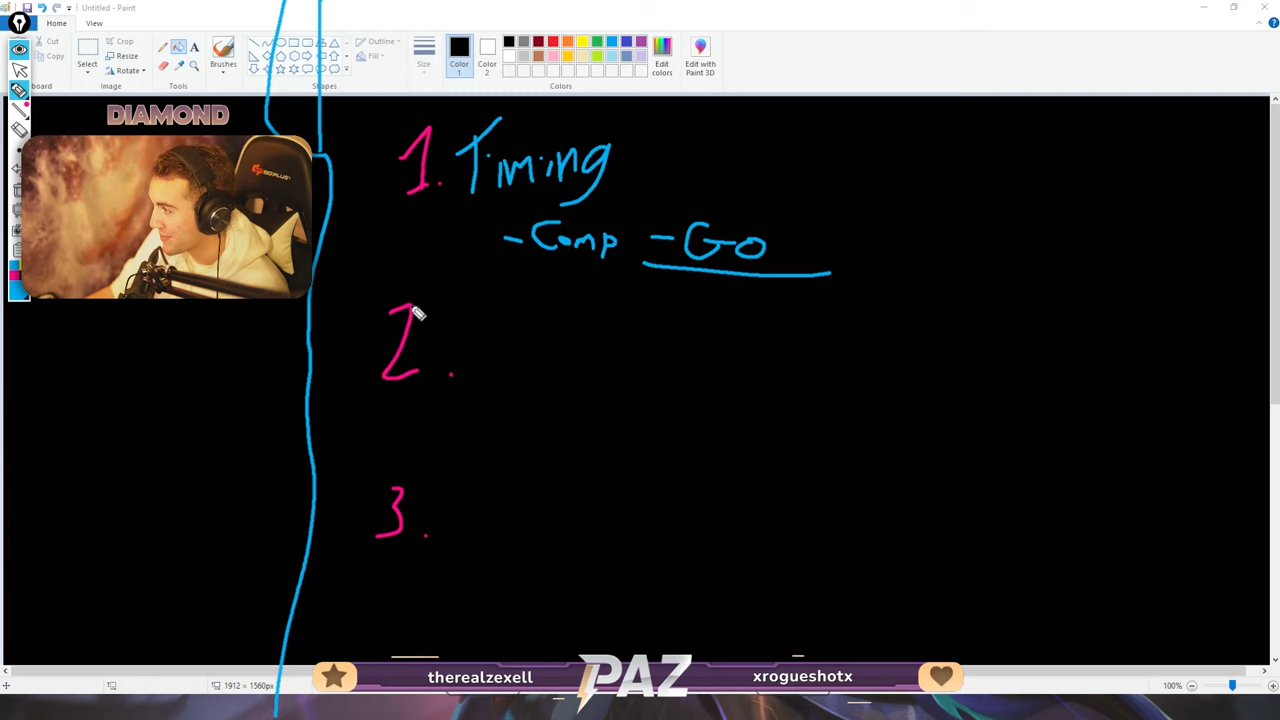 Untitled - Paint
Home View
Cut
Copy
Clipboard
Select
Crop
Resize
Rotate
Image
A
Tools
Brushes
Shapes
Outline
Fill
Size
Color
1
Color
2
Edit
colors
Edit with
Paint 3D
Colors
DIAMOND
1. Timing
- Comp - Go
2.
3.
therealzexell
PAZ
xrogueshotx
1912 × 1560px
100%